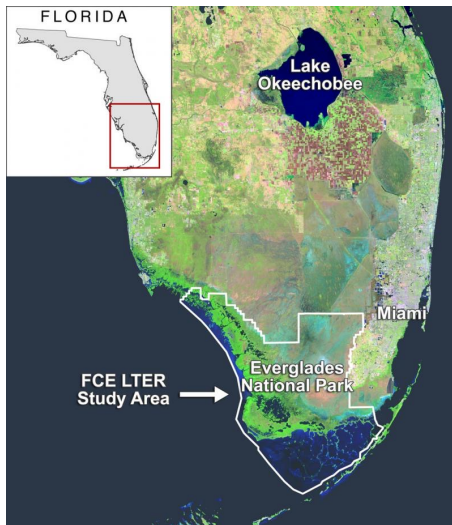 FLORIDA
Lake
Okeechobee
Miami
Everglades
National Park
FCE LTER
Study Area